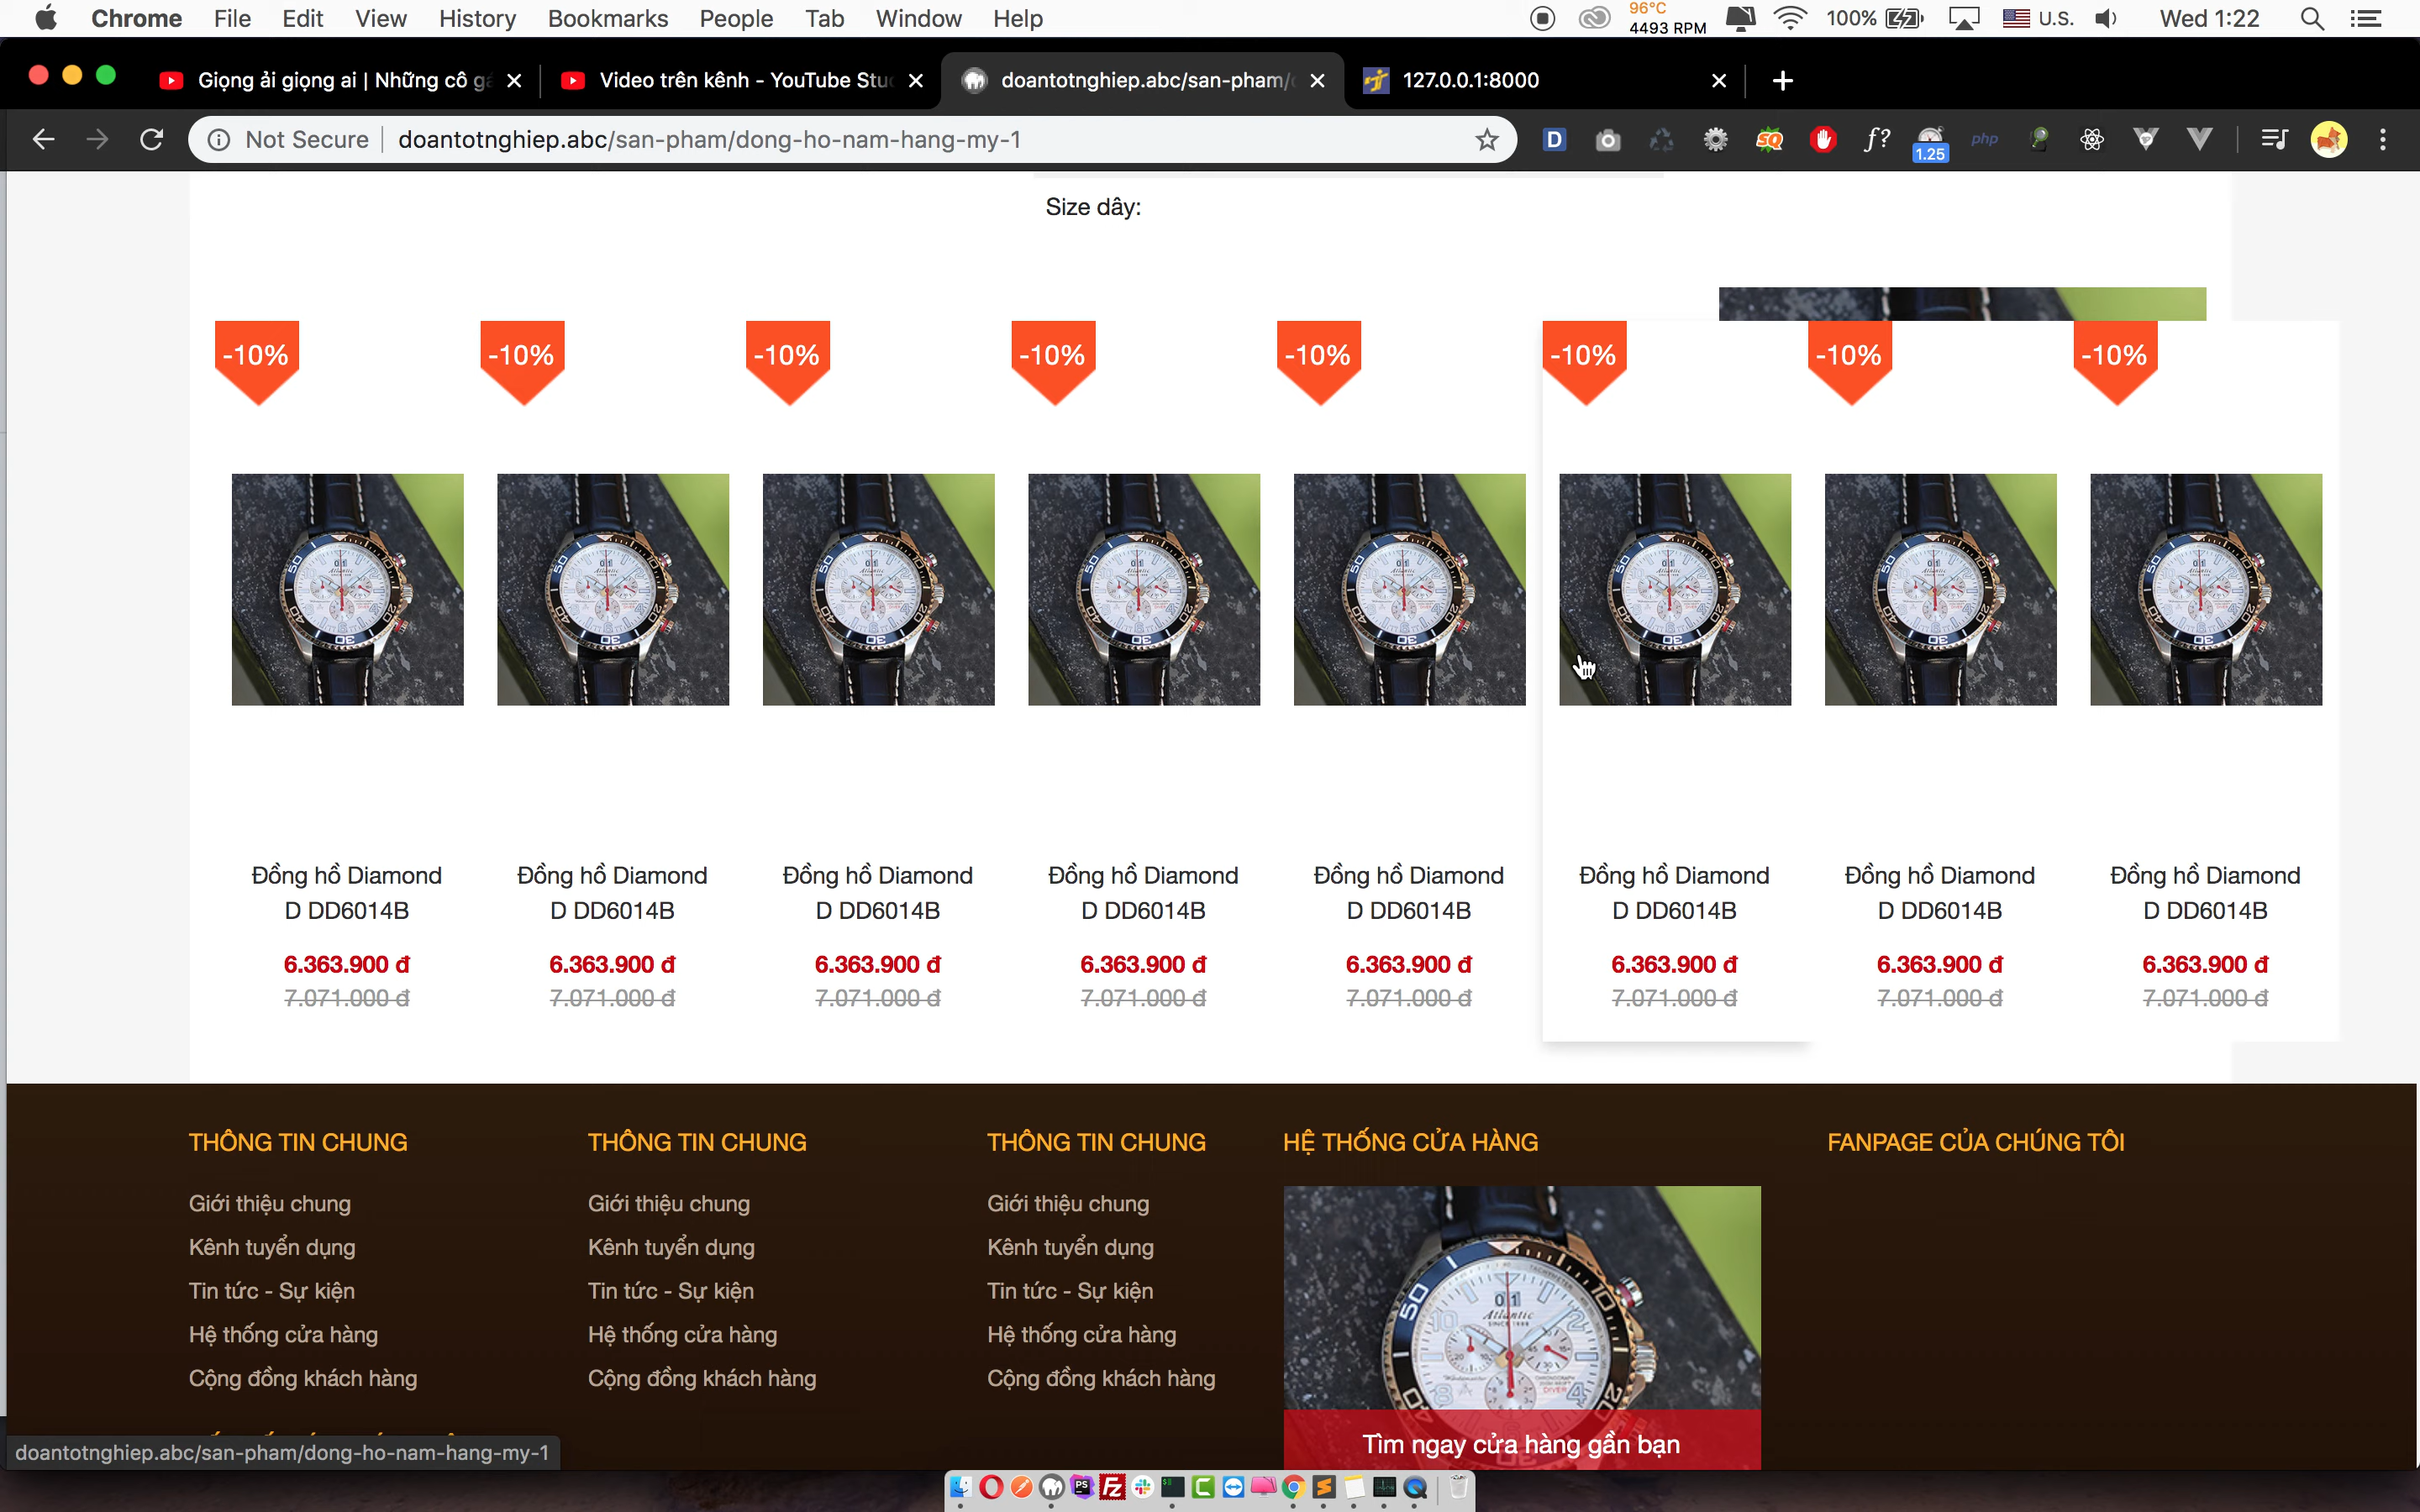 Chrome File Edit View History Bookmarks People Tab Window Help 96°C 4493 RPM 100% U.S. Wed 1:22
Giọng ải giọng ai | Những cô gá
Video trên kênh - YouTube Stu
doantotnghiep.abc/san-pham/
127.0.0.1:8000
Not Secure doantotnghiep.abc/san-pham/dong-ho-nam-hang-my-1
D SQ f? 1.25 php
Size dây:
-10% -10% -10% -10% -10% -10% -10% -10%
Đồng hồ Diamond Đồng hồ Diamond Đồng hồ Diamond Đồng hồ Diamond Đồng hồ Diamond Đồng hồ Diamond Đồng hồ Diamond Đồng hồ Diamond
D DD6014B D DD6014B D DD6014B D DD6014B D DD6014B D DD6014B D DD6014B D DD6014B
6.363.900 đ 6.363.900 đ 6.363.900 đ 6.363.900 đ 6.363.900 đ 6.363.900 đ 6.363.900 đ 6.363.900 đ
7.071.000 đ 7.071.000 đ 7.071.000 đ 7.071.000 đ 7.071.000 đ 7.071.000 đ 7.071.000 đ 7.071.000 đ
THÔNG TIN CHUNG THÔNG TIN CHUNG THÔNG TIN CHUNG HỆ THỐNG CỬA HÀNG FANPAGE CỦA CHÚNG TÔI
Giới thiệu chung Giới thiệu chung Giới thiệu chung
Kênh tuyển dụng Kênh tuyển dụng Kênh tuyển dụng
Tin tức - Sự kiện Tin tức - Sự kiện Tin tức - Sự kiện
Hệ thống cửa hàng Hệ thống cửa hàng Hệ thống cửa hàng
Cộng đồng khách hàng Cộng đồng khách hàng Cộng đồng khách hàng
Atlantic
SINCE 1888
Tìm ngay cửa hàng gần bạn
doantotnghiep.abc/san-pham/dong-ho-nam-hang-my-1